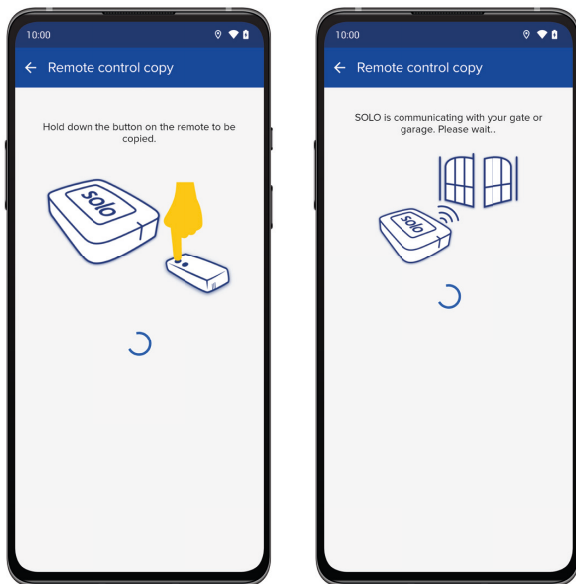 10:00
Remote control copy
Hold down the button on the remote to be
copied.
solo
10:00
Remote control copy
SOLO is communicating with your gate or
garage. Please wait..
solo